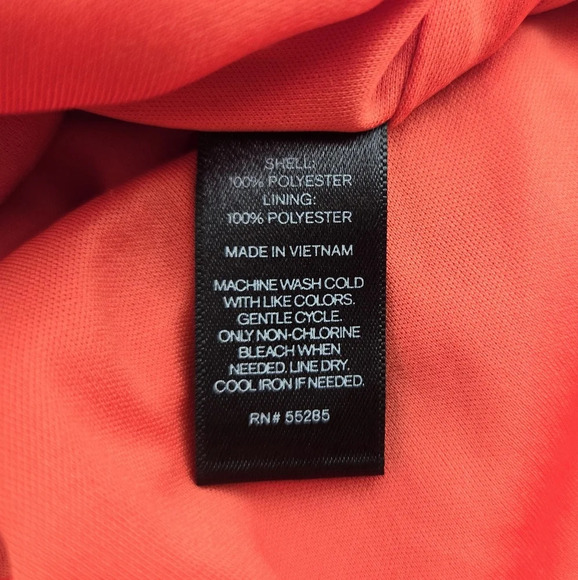 SHELL:
100% POLYESTER
LINING:
100% POLYESTER
MADE IN VIETNAM
MACHINE WASH COLD
WITH LIKE COLORS.
GENTLE CYCLE.
ONLY NON-CHLORINE
BLEACH WHEN
NEEDED. LINE DRY.
COOL IRON IF NEEDED.
RN# 55285